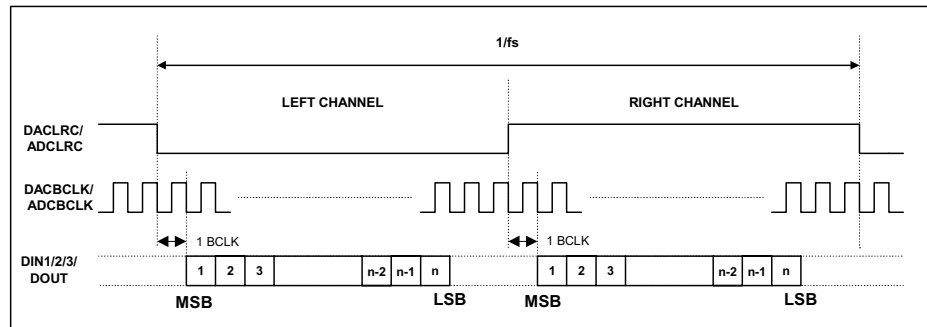 1/fs
LEFT CHANNEL
RIGHT CHANNEL
DACLRC/
ADCLRC
DACBCLK/
ADCBCLK
1 BCLK
1 BCLK
DIN1/2/3/
DOUT
1 2 3 n-2 n-1 n
1 2 3 n-2 n-1 n
MSB
LSB
MSB
LSB